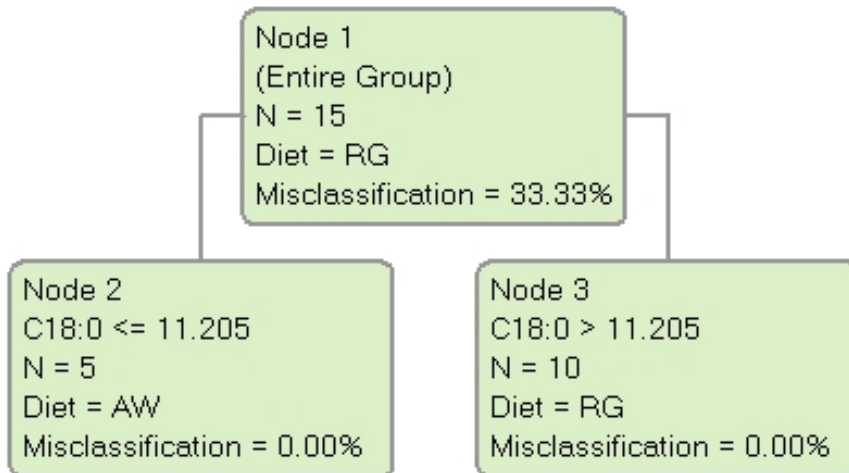 Node 1
(Entire Group)
N = 15
Diet = RG
Misclassification = 33.33%
Node 2
C18:0 <= 11.205
N = 5
Diet = AW
Misclassification = 0.00%
Node 3
C18:0 > 11.205
N = 10
Diet = RG
Misclassification = 0.00%